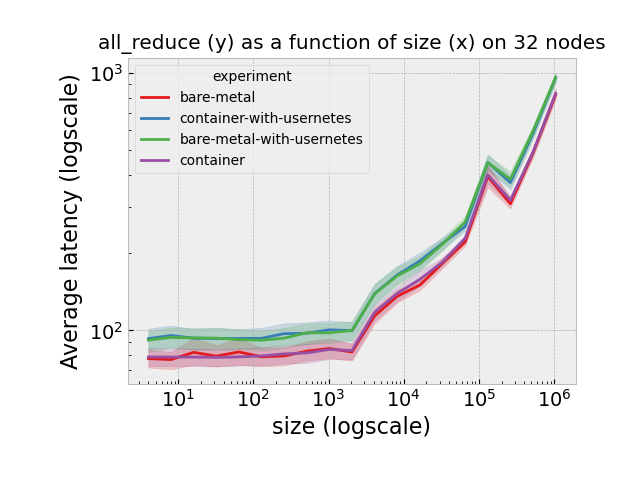 all_reduce (y) as a function of size (x) on 32 nodes
10³
experiment
bare-metal
container-with-usernetes
bare-metal-with-usernetes
container
Average latency (logscale)
10²
10¹ 10² 10³ 10⁴ 10⁵ 10⁶
size (logscale)